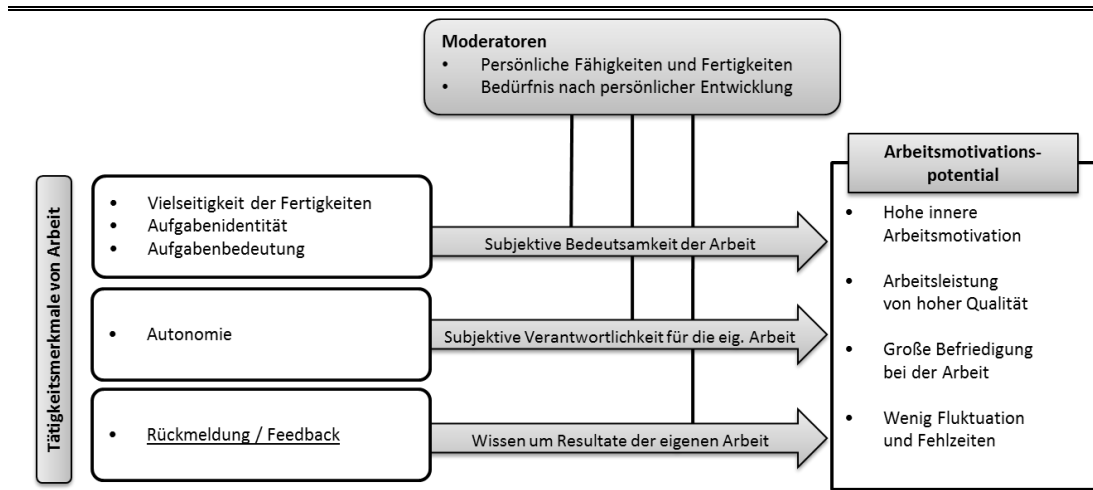 Moderatoren
• Persönliche Fähigkeiten und Fertigkeiten
• Bedürfnis nach persönlicher Entwicklung
Tätigkeitsmerkmale von Arbeit
• Vielseitigkeit der Fertigkeiten
• Aufgabenidentität
• Aufgabenbedeutung
Subjektive Bedeutsamkeit der Arbeit
• Autonomie
Subjektive Verantwortlichkeit für die eig. Arbeit
• Rückmeldung / Feedback
Wissen um Resultate der eigenen Arbeit
Arbeitsmotivations-
potential
• Hohe innere
Arbeitsmotivation
• Arbeitsleistung
von hoher Qualität
• Große Befriedigung
bei der Arbeit
• Wenig Fluktuation
und Fehlzeiten